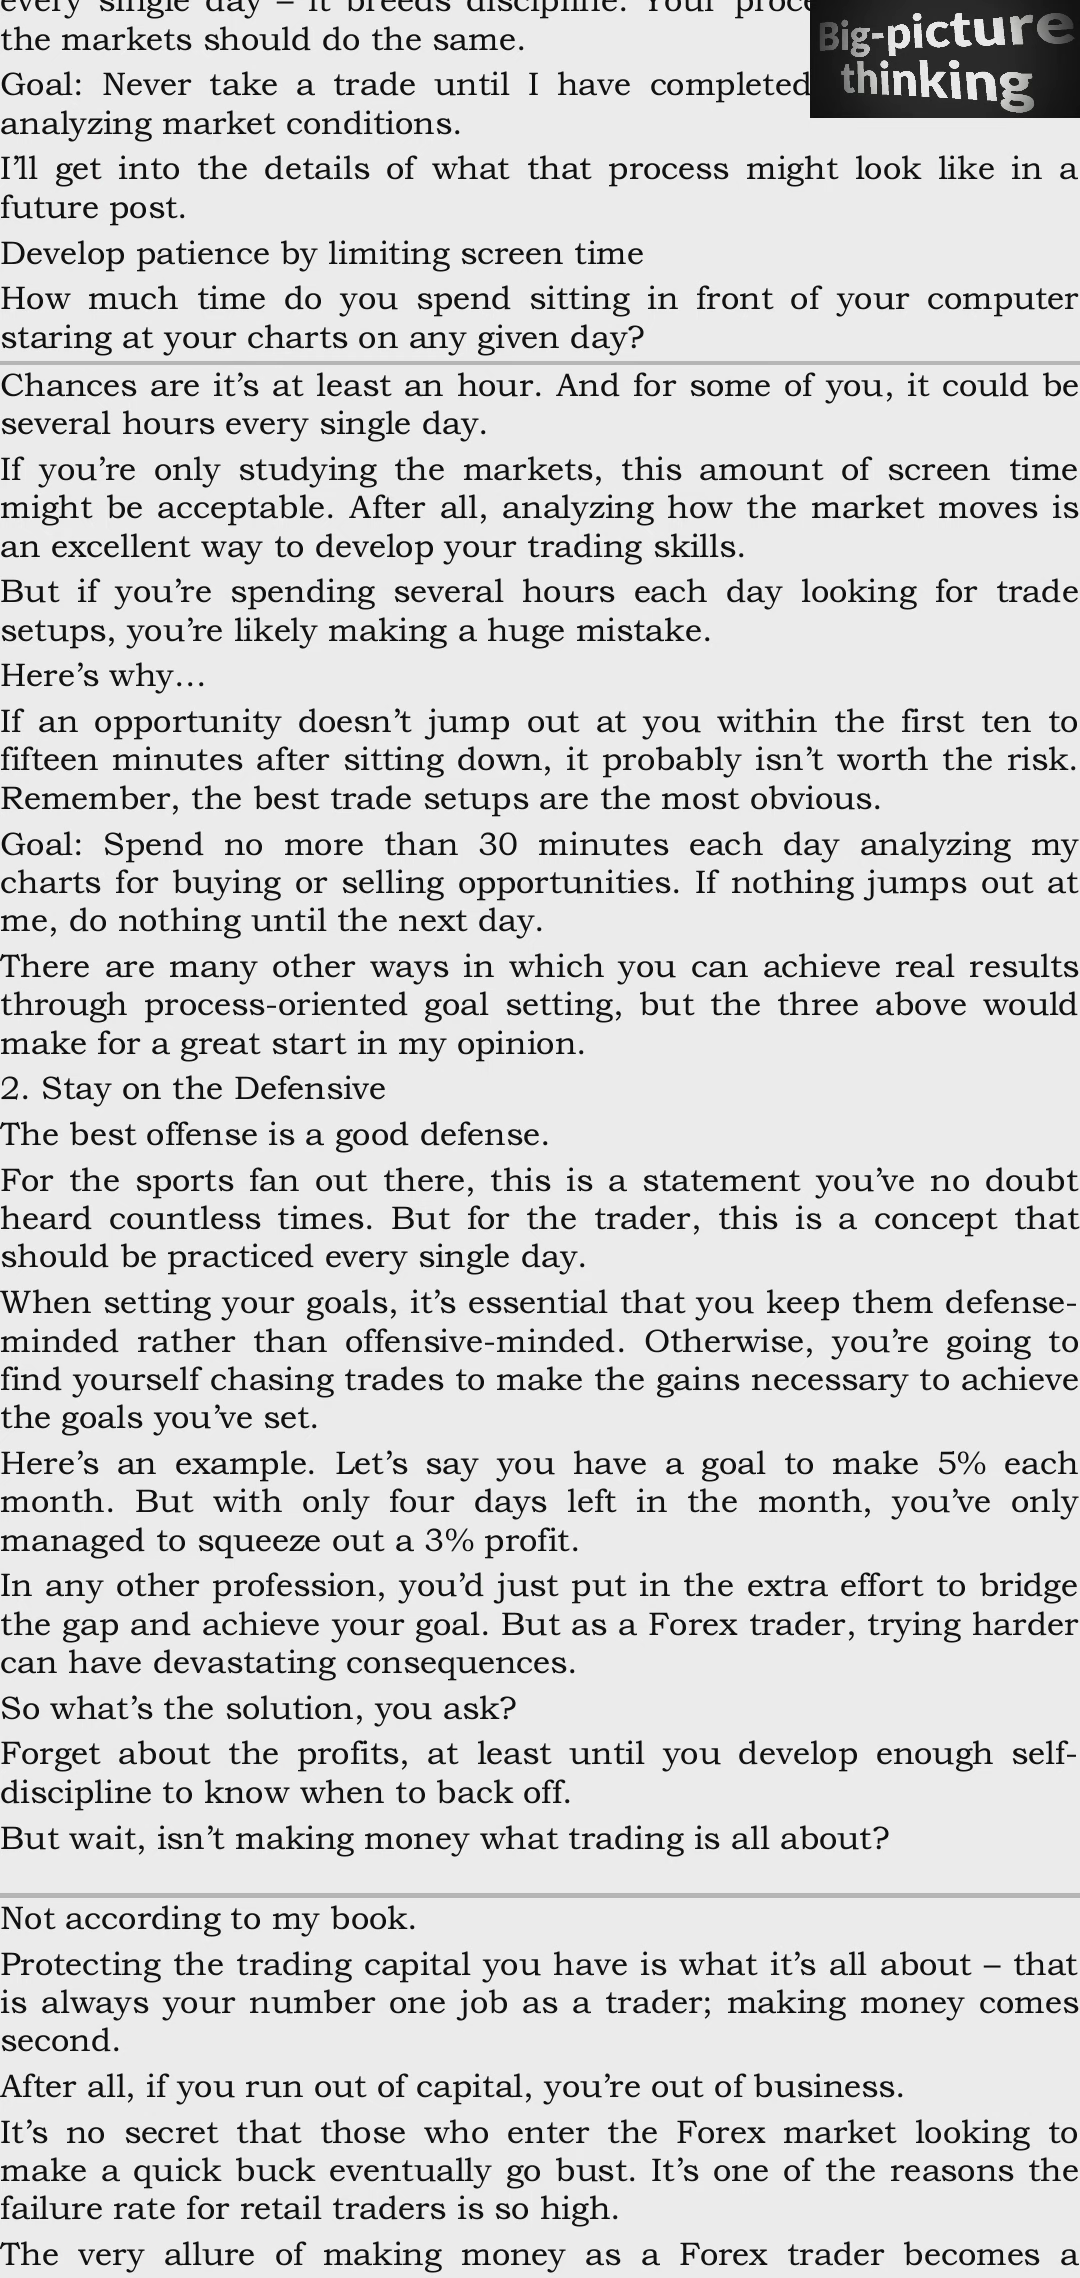 every single day – it breeds discipline. Your
the markets should do the same.
Big-picture
thinking
Goal: Never take a trade until I have completed
analyzing market conditions.
I’ll get into the details of what that process might look like in a
future post.
Develop patience by limiting screen time
How much time do you spend sitting in front of your computer
staring at your charts on any given day?
Chances are it’s at least an hour. And for some of you, it could be
several hours every single day.
If you’re only studying the markets, this amount of screen time
might be acceptable. After all, analyzing how the market moves is
an excellent way to develop your trading skills.
But if you’re spending several hours each day looking for trade
setups, you’re likely making a huge mistake.
Here’s why…
If an opportunity doesn’t jump out at you within the first ten to
fifteen minutes after sitting down, it probably isn’t worth the risk.
Remember, the best trade setups are the most obvious.
Goal: Spend no more than 30 minutes each day analyzing my
charts for buying or selling opportunities. If nothing jumps out at
me, do nothing until the next day.
There are many other ways in which you can achieve real results
through process-oriented goal setting, but the three above would
make for a great start in my opinion.
2. Stay on the Defensive
The best offense is a good defense.
For the sports fan out there, this is a statement you’ve no doubt
heard countless times. But for the trader, this is a concept that
should be practiced every single day.
When setting your goals, it’s essential that you keep them defense-
minded rather than offensive-minded. Otherwise, you’re going to
find yourself chasing trades to make the gains necessary to achieve
the goals you’ve set.
Here’s an example. Let’s say you have a goal to make 5% each
month. But with only four days left in the month, you’ve only
managed to squeeze out a 3% profit.
In any other profession, you’d just put in the extra effort to bridge
the gap and achieve your goal. But as a Forex trader, trying harder
can have devastating consequences.
So what’s the solution, you ask?
Forget about the profits, at least until you develop enough self-
discipline to know when to back off.
But wait, isn’t making money what trading is all about?
Not according to my book.
Protecting the trading capital you have is what it’s all about – that
is always your number one job as a trader; making money comes
second.
After all, if you run out of capital, you’re out of business.
It’s no secret that those who enter the Forex market looking to
make a quick buck eventually go bust. It’s one of the reasons the
failure rate for retail traders is so high.
The very allure of making money as a Forex trader becomes a